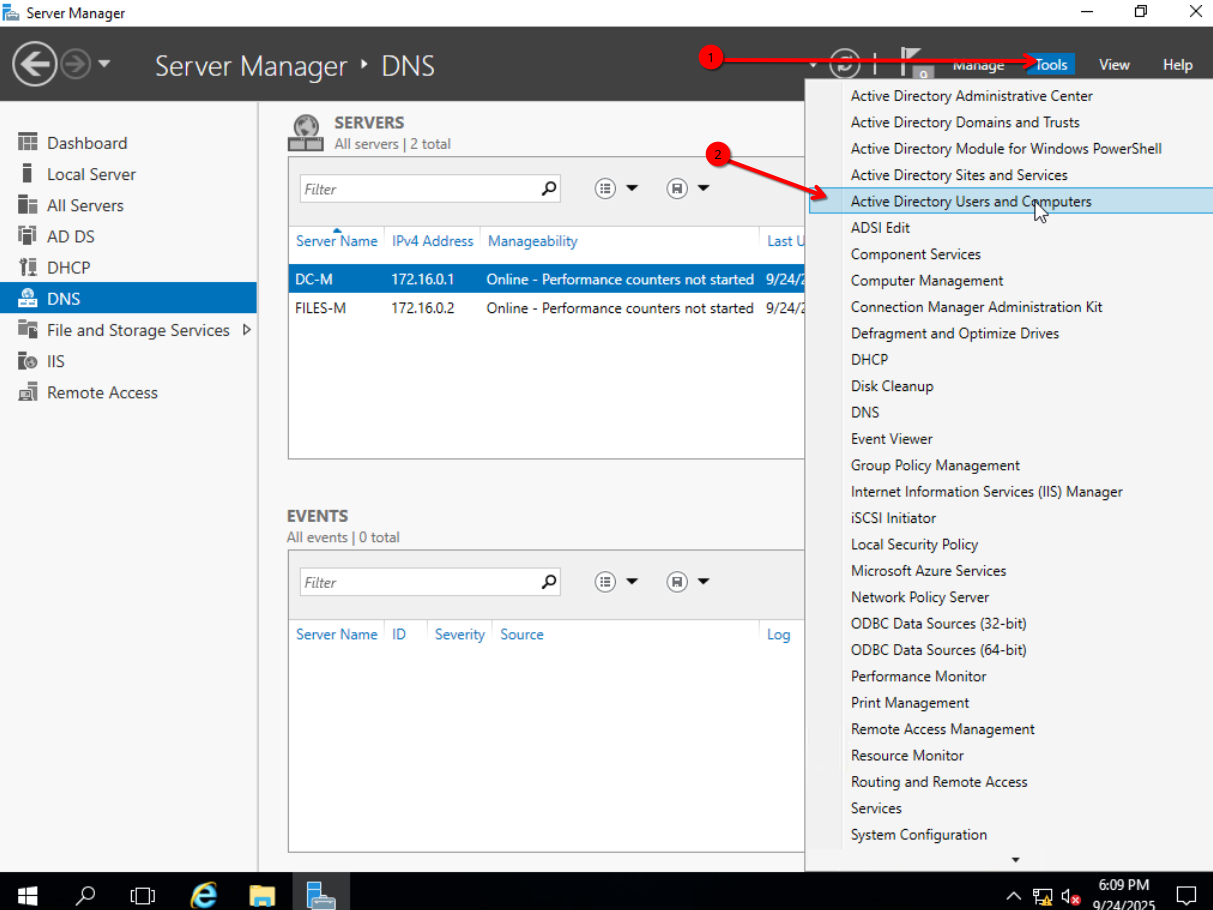 Server Manager
Server Manager • DNS
1
9
Manage Tools View Help
Dashboard
Local Server
All Servers
AD DS
DHCP
DNS
File and Storage Services
IIS
Remote Access
SERVERS
All servers | 2 total
2
Filter
Server Name IPv4 Address Manageability Last U
DC-M 172.16.0.1 Online - Performance counters not started 9/24/2
FILES-M 172.16.0.2 Online - Performance counters not started 9/24/2
EVENTS
All events | 0 total
Filter
Server Name ID Severity Source Log
Active Directory Administrative Center
Active Directory Domains and Trusts
Active Directory Module for Windows PowerShell
Active Directory Sites and Services
Active Directory Users and Computers
ADSI Edit
Component Services
Computer Management
Connection Manager Administration Kit
Defragment and Optimize Drives
DHCP
Disk Cleanup
DNS
Event Viewer
Group Policy Management
Internet Information Services (IIS) Manager
iSCSI Initiator
Local Security Policy
Microsoft Azure Services
Network Policy Server
ODBC Data Sources (32-bit)
ODBC Data Sources (64-bit)
Performance Monitor
Print Management
Remote Access Management
Resource Monitor
Routing and Remote Access
Services
System Configuration
6:09 PM
9/24/2025